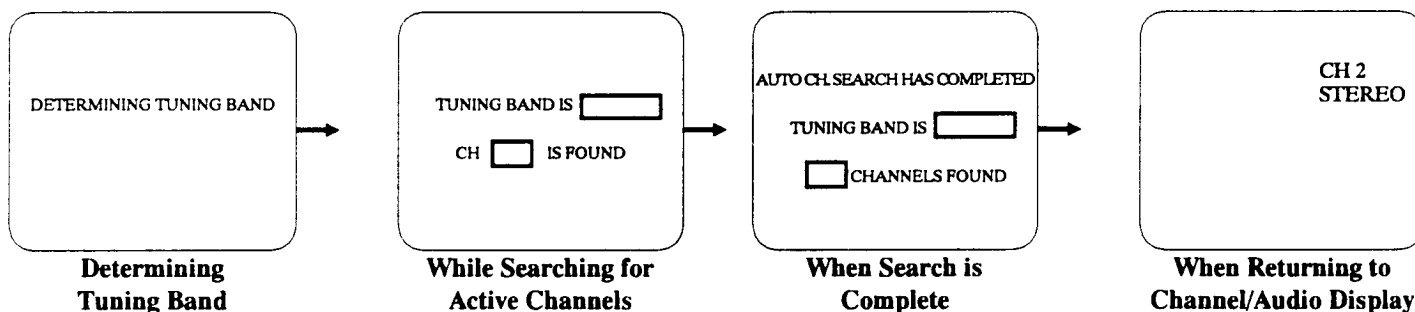 DETERMINING TUNING BAND
Determining
Tuning Band
TUNING BAND IS
CH IS FOUND
While Searching for
Active Channels
AUTO CH. SEARCH HAS COMPLETED
TUNING BAND IS
CHANNELS FOUND
When Search is
Complete
CH 2
STEREO
When Returning to
Channel/Audio Display